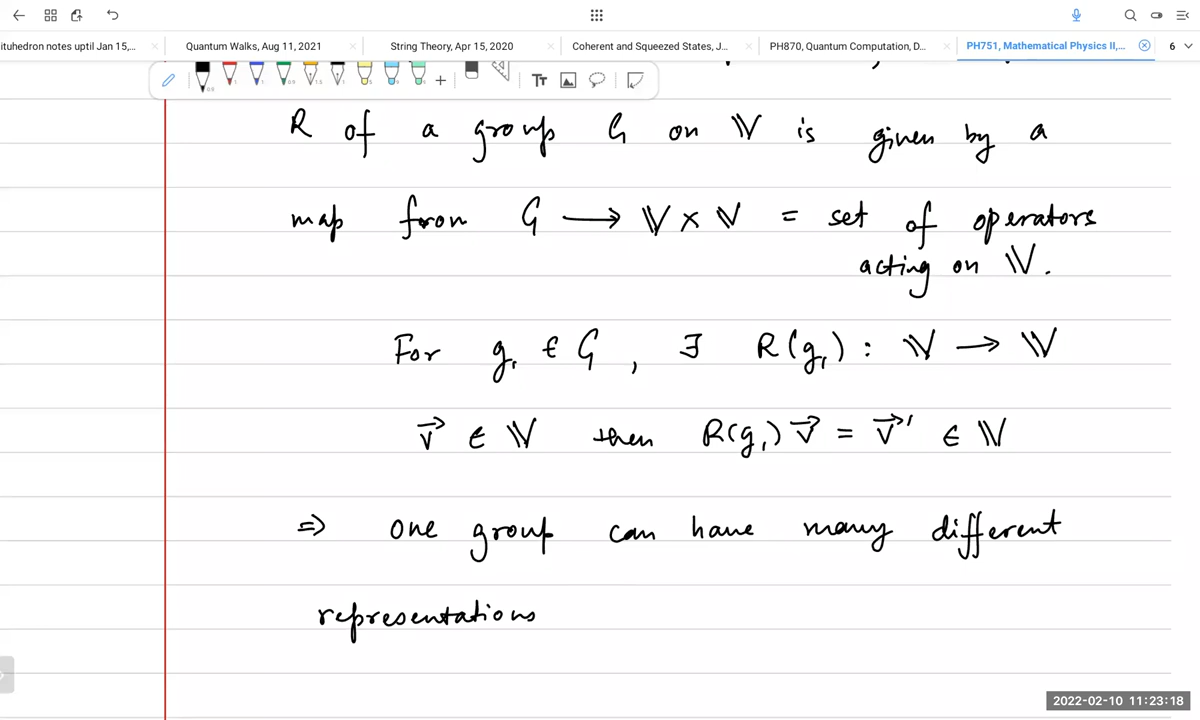 ituhedron notes uptil Jan 15,... Quantum Walks, Aug 11, 2021 String Theory, Apr 15, 2020 Coherent and Squeezed States, J... PH870, Quantum Computation, D... PH751, Mathematical Physics II,... 6
Tт
R of a group G on 𝕍 is given by a
map from G ⟶ 𝕍 × 𝕍 = set of operators
acting on 𝕍.
For g₁ ∈ G, ∃ R(g₁) : 𝕍 → 𝕍
v⃗ ∈ 𝕍 then R(g₁) v⃗ = v⃗' ∈ 𝕍
⇒ one group can have many different
representations
2022-02-10 11:23:18